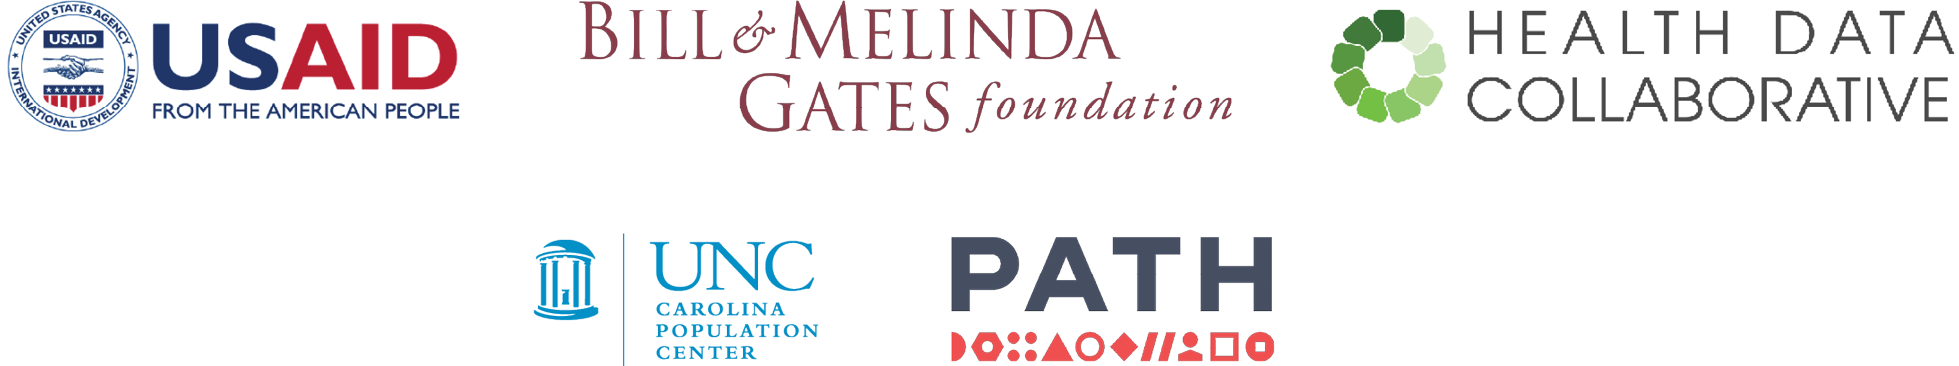 UNITED STATES AGENCY
USAID
INTERNATIONAL DEVELOPMENT
USAID
FROM THE AMERICAN PEOPLE
BILL & MELINDA
GATES foundation
HEALTH DATA
COLLABORATIVE
UNC
CAROLINA
POPULATION
CENTER
PATH